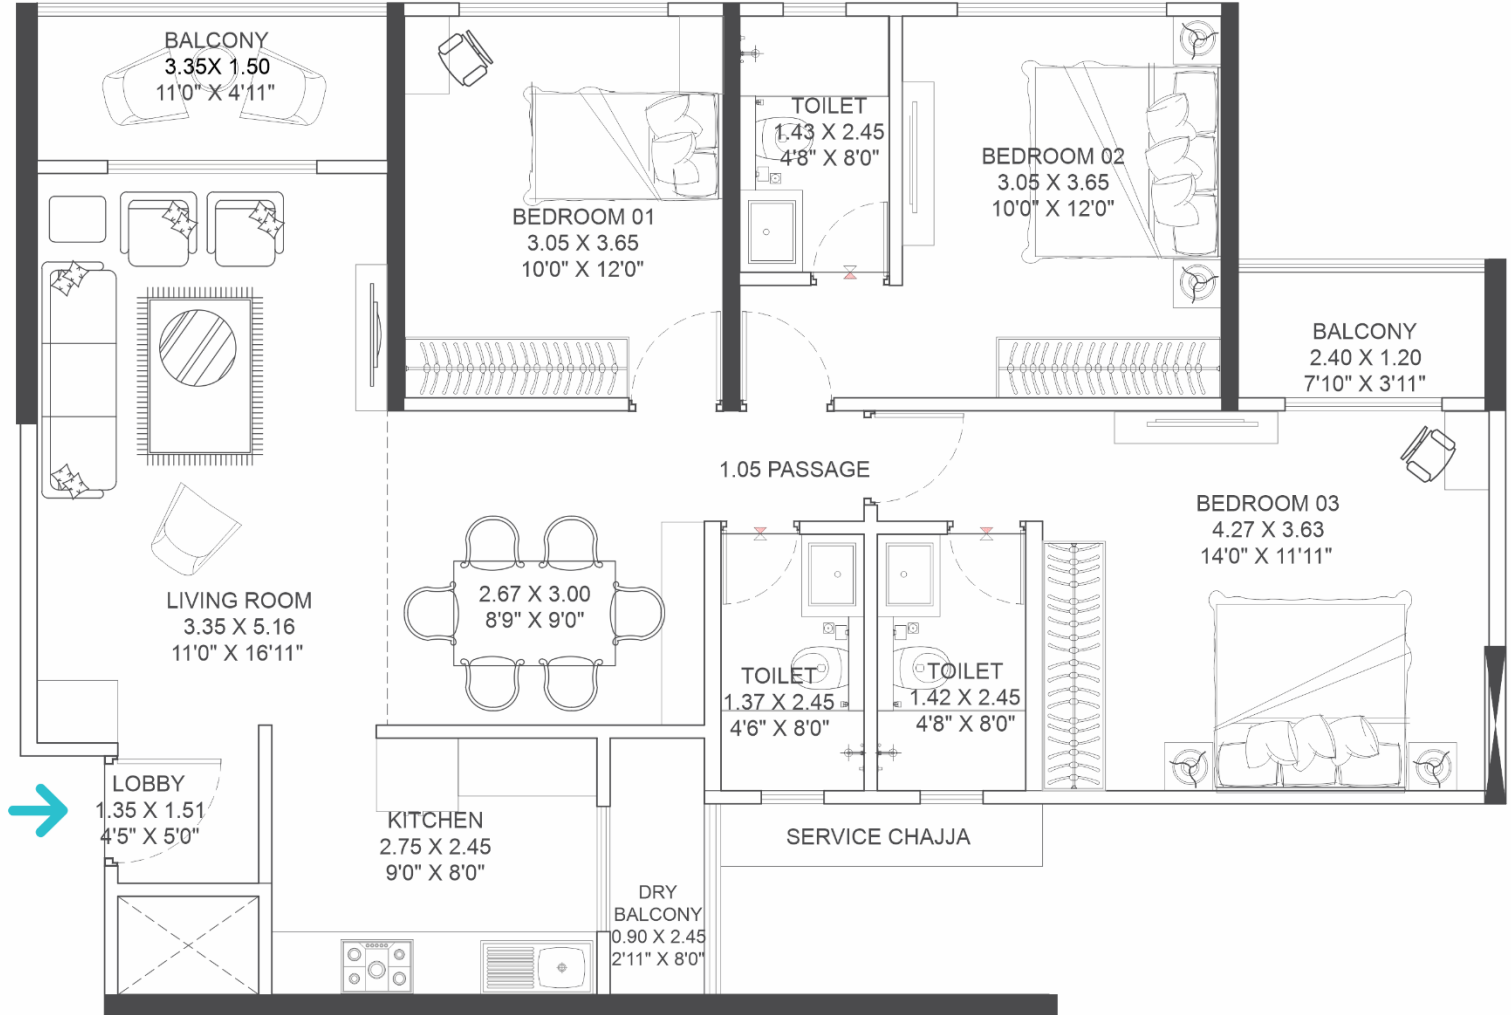 BALCONY
3.35X 1.50
11'0" X 4'11"
BEDROOM 01
3.05 X 3.65
10'0" X 12'0"
TOILET
1.43 X 2.45
4'8" X 8'0"
BEDROOM 02
3.05 X 3.65
10'0" X 12'0"
BALCONY
2.40 X 1.20
7'10" X 3'11"
1.05 PASSAGE
BEDROOM 03
4.27 X 3.63
14'0" X 11'11"
LIVING ROOM
3.35 X 5.16
11'0" X 16'11"
2.67 X 3.00
8'9" X 9'0"
TOILET
1.37 X 2.45
4'6" X 8'0"
TOILET
1.42 X 2.45
4'8" X 8'0"
LOBBY
1.35 X 1.51
4'5" X 5'0"
KITCHEN
2.75 X 2.45
9'0" X 8'0"
SERVICE CHAJJA
DRY
BALCONY
0.90 X 2.45
2'11" X 8'0"